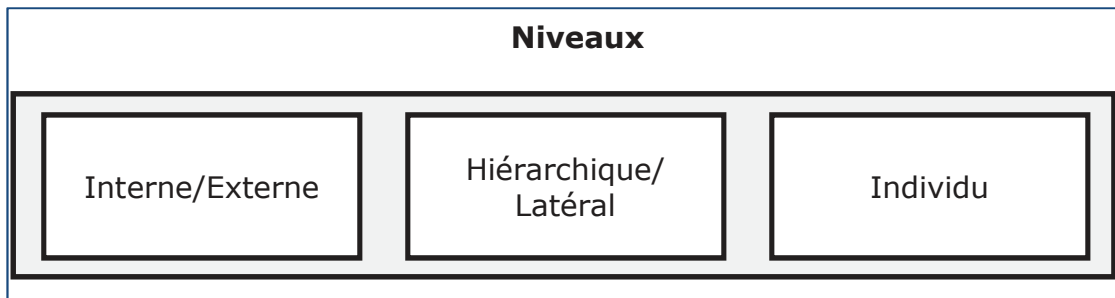 Niveaux
Interne/Externe
Hiérarchique/
Latéral
Individu